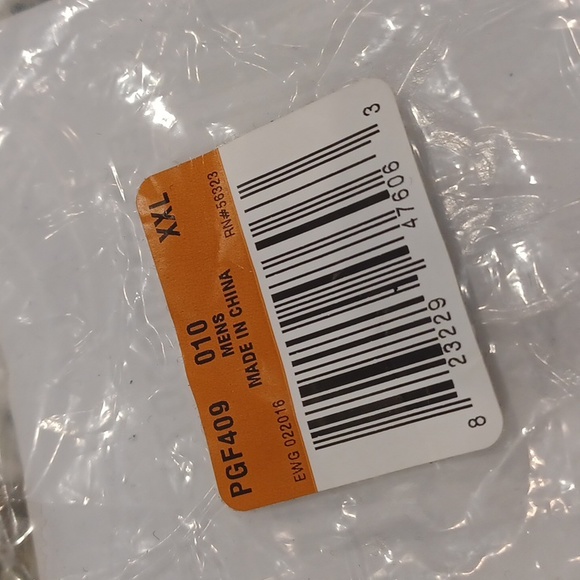 PGF409 010 XXL
MENS
MADE IN CHINA
EWG 022016 RN#56323
8 23229 47606 3